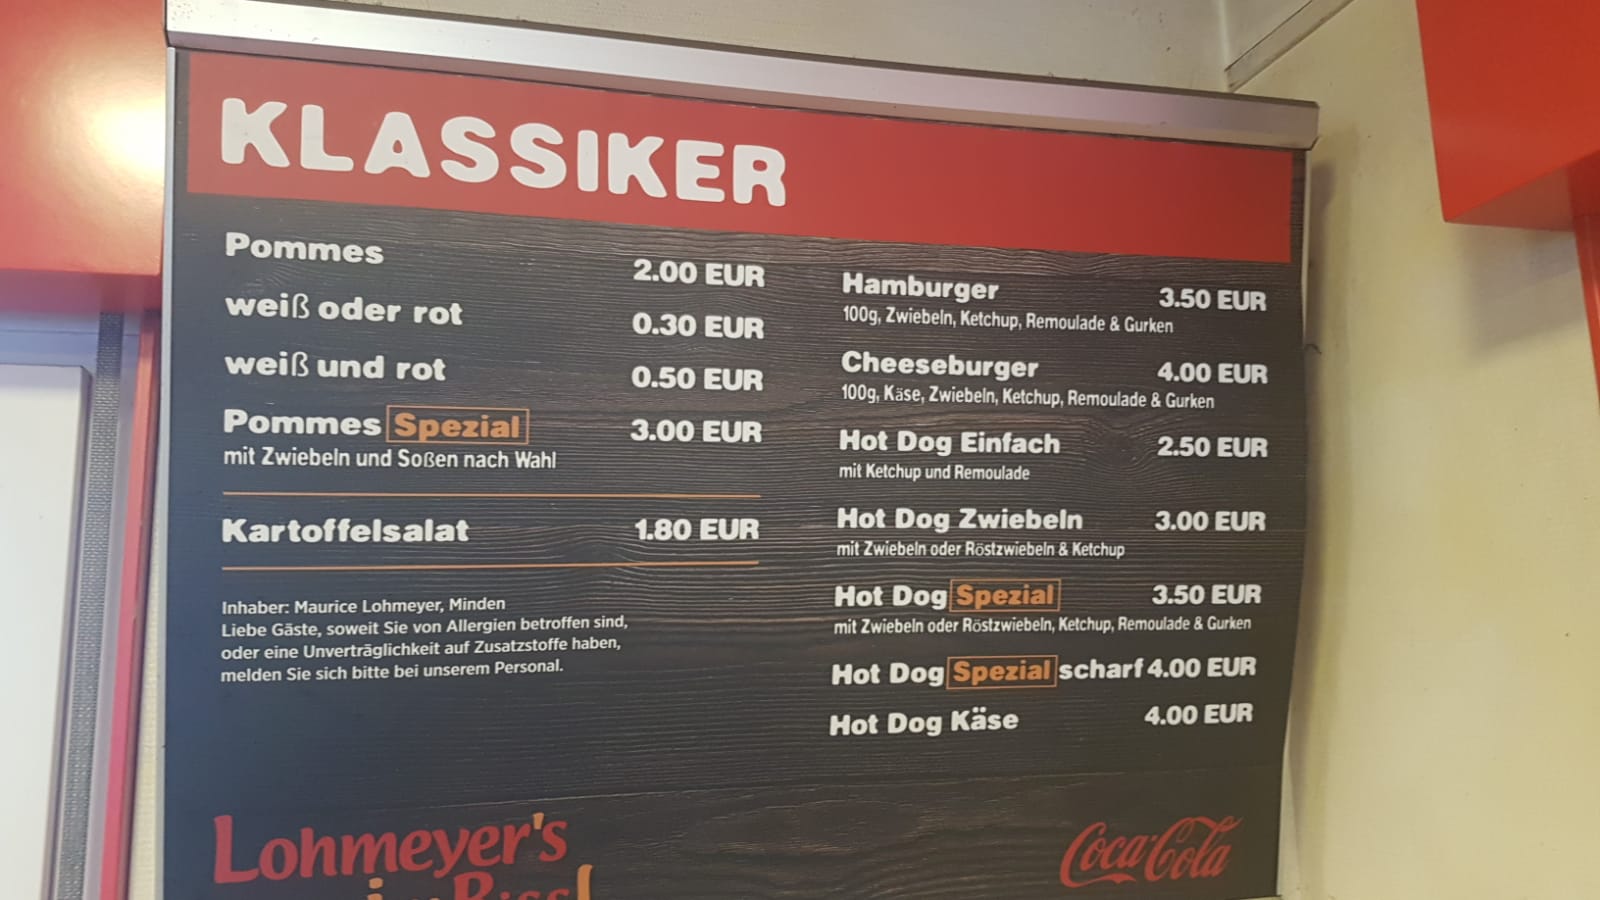 KLASSIKER
Pommes 2.00 EUR
weiß oder rot 0.30 EUR
weiß und rot 0.50 EUR
Pommes Spezial 3.00 EUR
mit Zwiebeln und Soßen nach Wahl
Kartoffelsalat 1.80 EUR
Inhaber: Maurice Lohmeyer, Minden
Liebe Gäste, soweit Sie von Allergien betroffen sind,
oder eine Unverträglichkeit auf Zusatzstoffe haben,
melden Sie sich bitte bei unserem Personal.
Hamburger 3.50 EUR
100g, Zwiebeln, Ketchup, Remoulade & Gurken
Cheeseburger 4.00 EUR
100g, Käse, Zwiebeln, Ketchup, Remoulade & Gurken
Hot Dog Einfach 2.50 EUR
mit Ketchup und Remoulade
Hot Dog Zwiebeln 3.00 EUR
mit Zwiebeln oder Röstzwiebeln & Ketchup
Hot Dog Spezial 3.50 EUR
mit Zwiebeln oder Röstzwiebeln, Ketchup, Remoulade & Gurken
Hot Dog Spezial scharf 4.00 EUR
Hot Dog Käse 4.00 EUR
Lohmeyer's
Coca-Cola